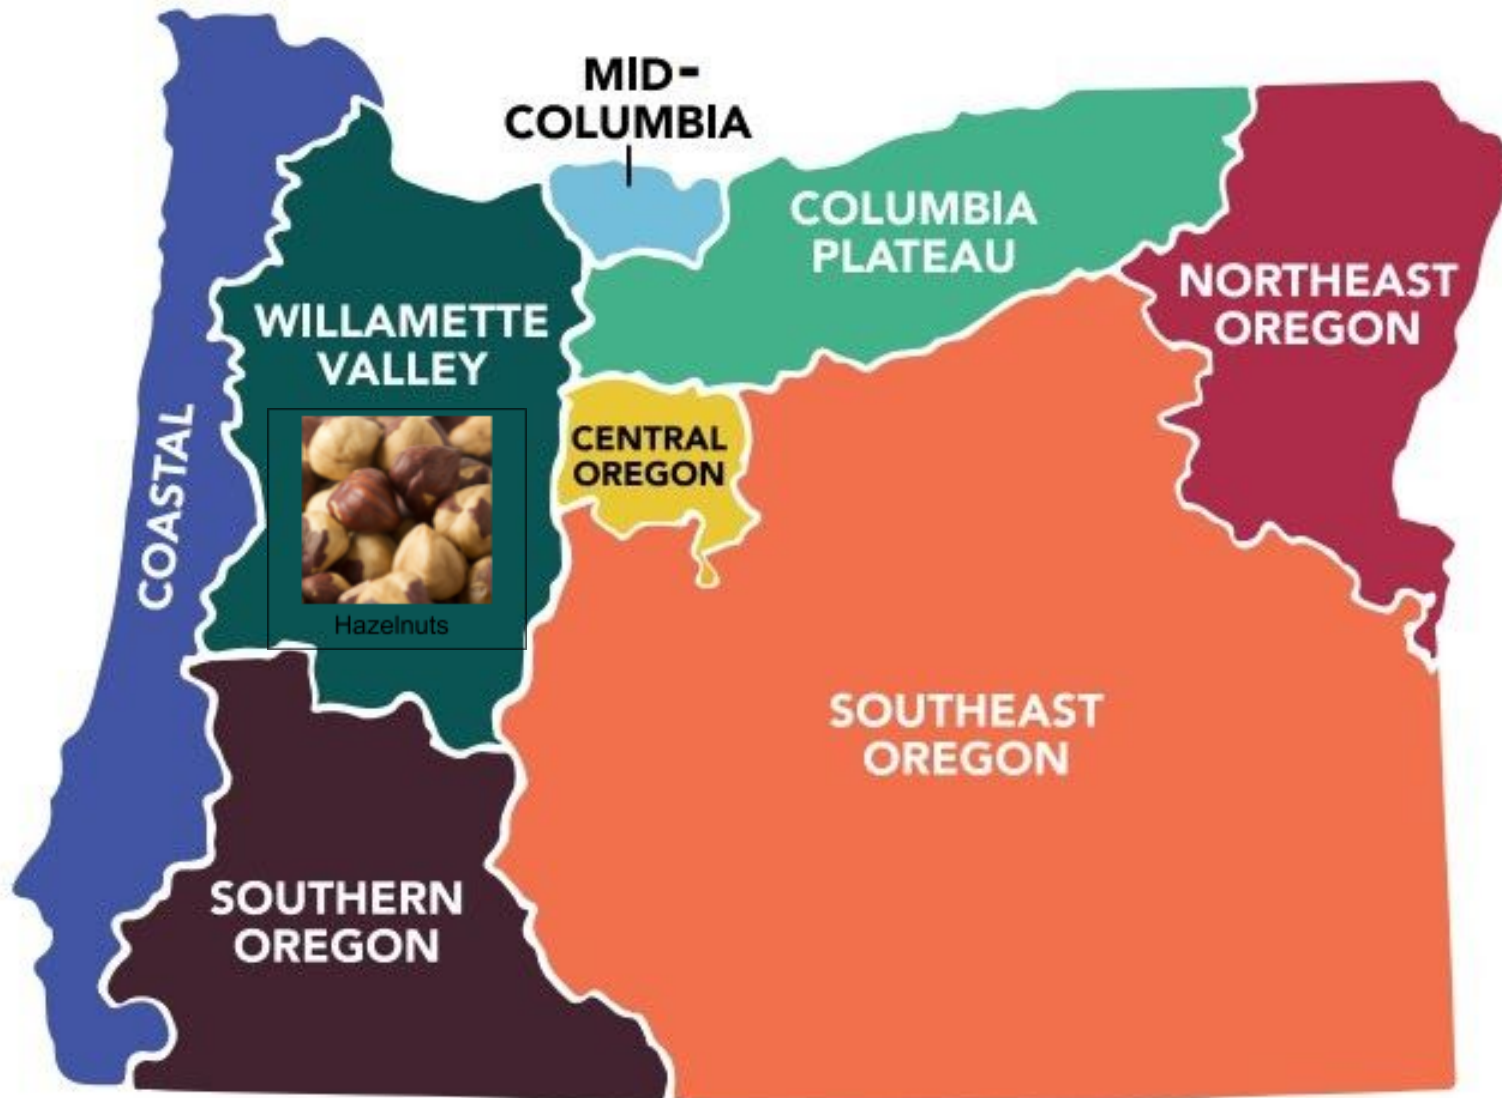 MID-
COLUMBIA
COLUMBIA
PLATEAU
NORTHEAST
OREGON
WILLAMETTE
VALLEY
CENTRAL
OREGON
COASTAL
Hazelnuts
SOUTHEAST
OREGON
SOUTHERN
OREGON